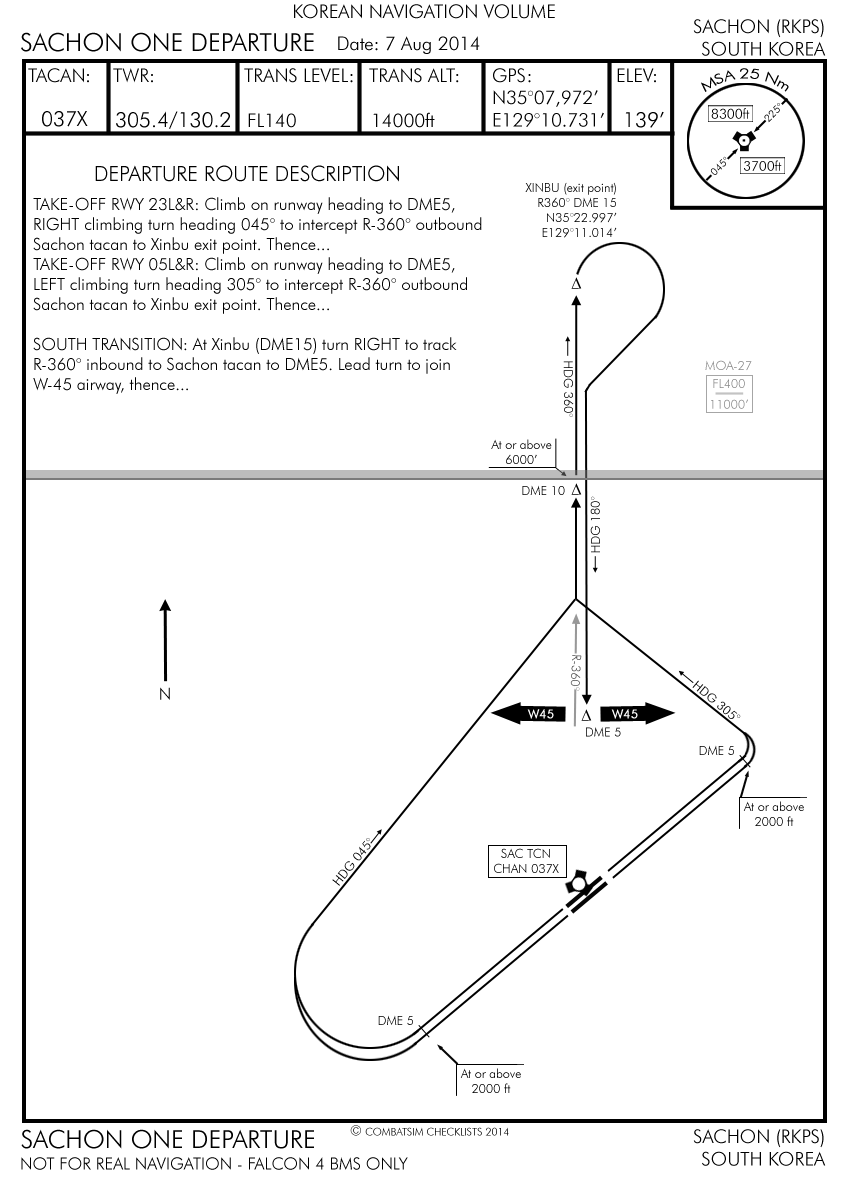 KOREAN NAVIGATION VOLUME
SACHON ONE DEPARTURE Date: 7 Aug 2014
SACHON (RKPS)
SOUTH KOREA
TACAN:
037X
TWR:
305.4/130.2
TRANS LEVEL:
FL140
TRANS ALT:
14000ft
GPS:
N35°07,972’
E129°10.731’
ELEV:
139’
MSA 25 Nm
8300ft
225°
045°
3700ft
DEPARTURE ROUTE DESCRIPTION
TAKE-OFF RWY 23L&R: Climb on runway heading to DME5,
RIGHT climbing turn heading 045° to intercept R-360° outbound
Sachon tacan to Xinbu exit point. Thence...
TAKE-OFF RWY 05L&R: Climb on runway heading to DME5,
LEFT climbing turn heading 305° to intercept R-360° outbound
Sachon tacan to Xinbu exit point. Thence...
SOUTH TRANSITION: At Xinbu (DME15) turn RIGHT to track
R-360° inbound to Sachon tacan to DME5. Lead turn to join
W-45 airway, thence...
XINBU (exit point)
R360° DME 15
N35°22.997’
E129°11.014’
HDG 360°
MOA-27
FL400
11000’
At or above
6000’
DME 10
HDG 180°
N
R-360°
HDG 305°
W45
W45
DME 5
DME 5
At or above
2000 ft
HDG 045°
SAC TCN
CHAN 037X
DME 5
At or above
2000 ft
SACHON ONE DEPARTURE
© COMBATSIM CHECKLISTS 2014
SACHON (RKPS)
NOT FOR REAL NAVIGATION - FALCON 4 BMS ONLY
SOUTH KOREA